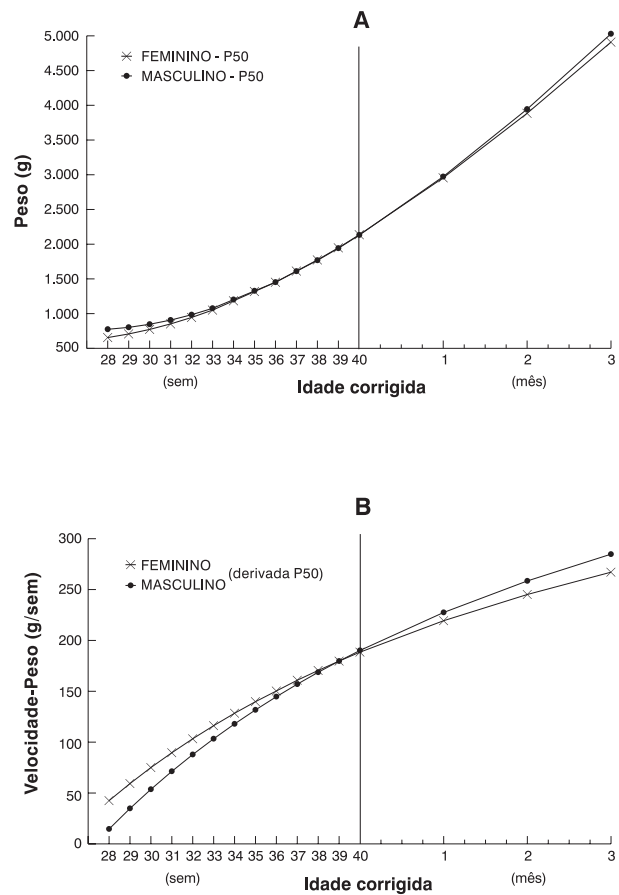 A
5.000
4.500
4.000
3.500
3.000
2.500
2.000
1.500
1.000
500
Peso (g)
FEMININO - P50
MASCULINO - P50
28 29 30 31 32 33 34 35 36 37 38 39 40 1 2 3
(sem) Idade corrigida (mês)
B
300
250
200
150
100
50
0
Velocidade-Peso (g/sem)
FEMININO
MASCULINO (derivada P50)
28 29 30 31 32 33 34 35 36 37 38 39 40 1 2 3
(sem) Idade corrigida (mês)